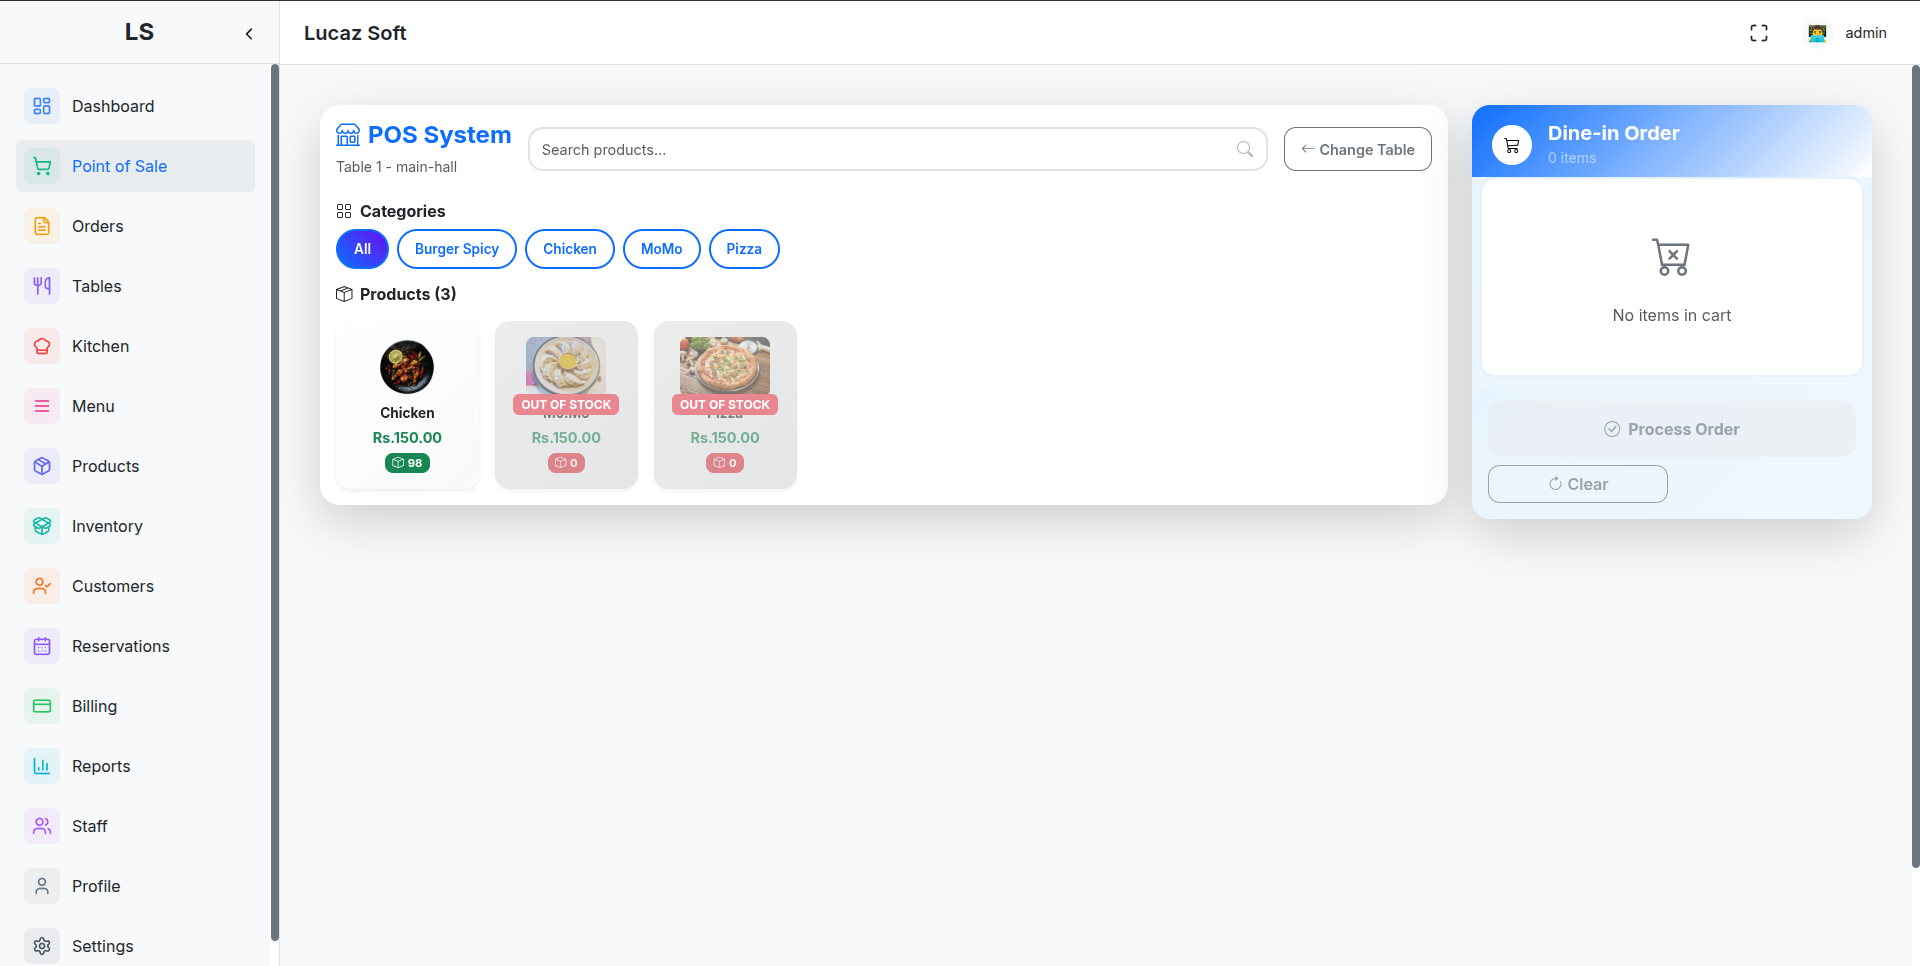 LS
Lucaz Soft
admin
Dashboard
Point of Sale
Orders
Tables
Kitchen
Menu
Products
Inventory
Customers
Reservations
Billing
Reports
Staff
Profile
Settings
POS System
Table 1 - main-hall
Search products...
Change Table
Categories
All
Burger Spicy
Chicken
MoMo
Pizza
Products (3)
Chicken
Rs.150.00
98
OUT OF STOCK
Rs.150.00
0
OUT OF STOCK
Pizza
Rs.150.00
0
Dine-in Order
0 items
No items in cart
Process Order
Clear